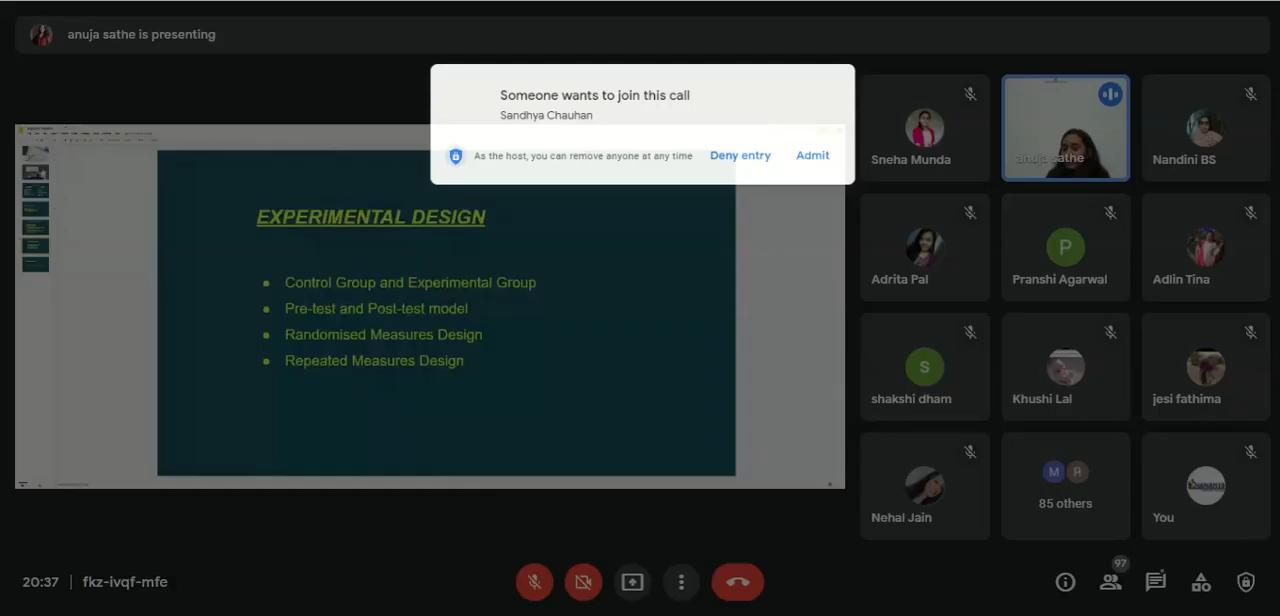 anuja sathe is presenting
Someone wants to join this call
Sandhya Chauhan
As the host, you can remove anyone at any time
Deny entry
Admit
EXPERIMENTAL DESIGN
• Control Group and Experimental Group
• Pre-test and Post-test model
• Randomised Measures Design
• Repeated Measures Design
Sneha Munda
anuja sathe
Nandini BS
Adrita Pal
P
Pranshi Agarwal
Adlin Tina
S
shakshi dham
Khushi Lal
jesi fathima
Nehal Jain
M R
85 others
You
20:37 | fkz-ivqf-mfe
97